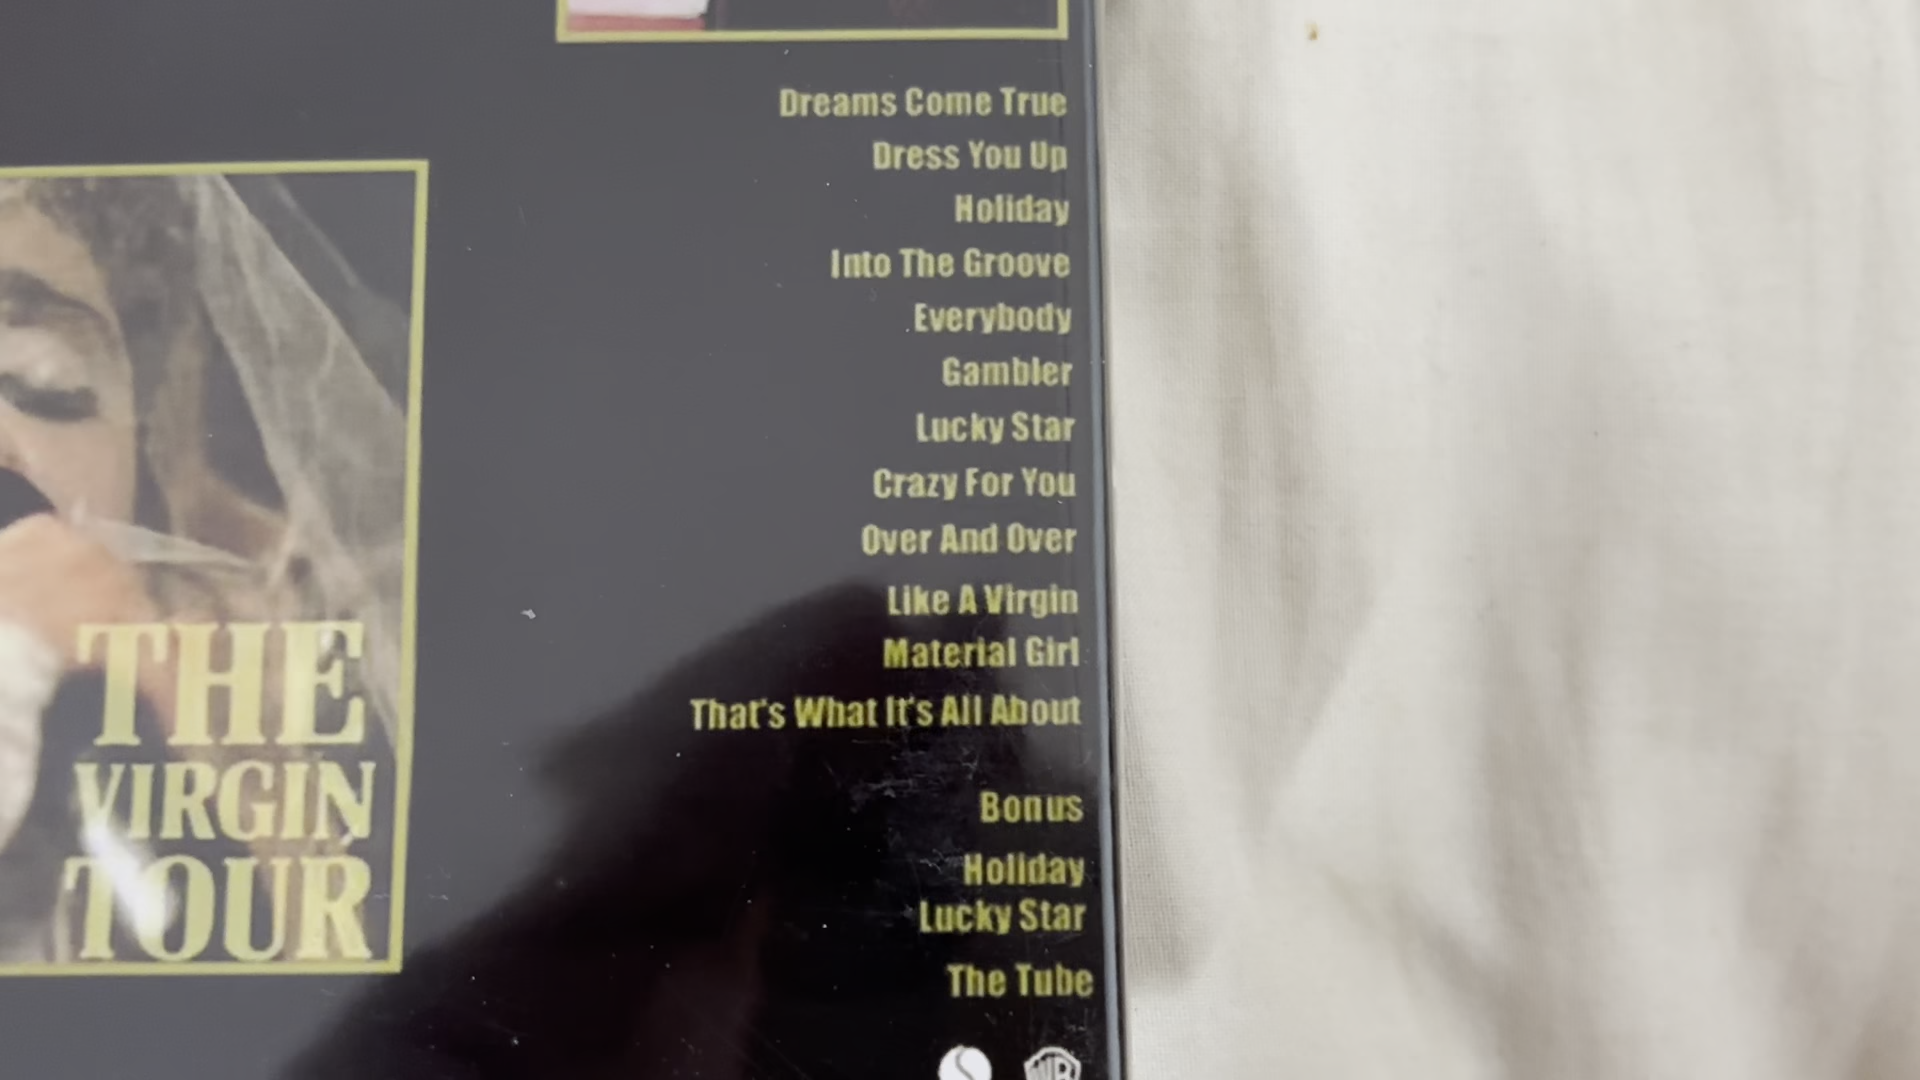 Dreams Come True
Dress You Up
Holiday
Into The Groove
Everybody
Gambler
Lucky Star
Crazy For You
Over And Over
Like A Virgin
Material Girl
That's What It's All About
Bonus
Holiday
Lucky Star
The Tube
THE
VIRGIN
TOUR
WB